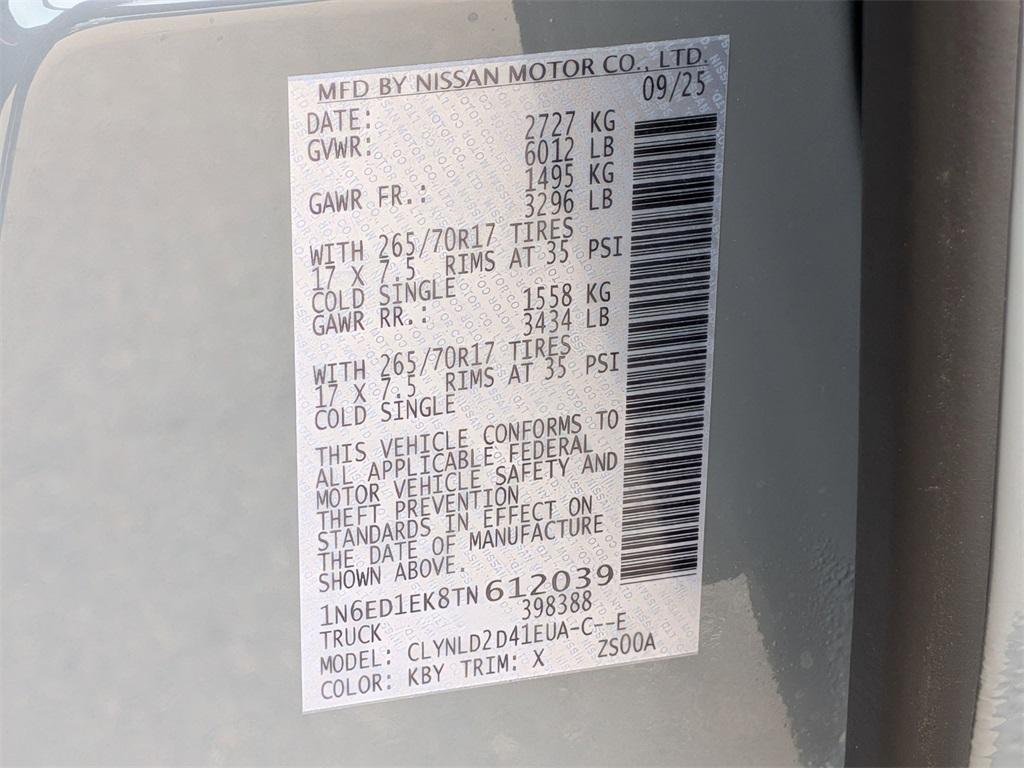 MFD BY NISSAN MOTOR CO., LTD.
DATE: 09/25
GVWR: 2727 KG
6012 LB
GAWR FR.: 1495 KG
3296 LB
WITH 265/70R17 TIRES
17 X 7.5 RIMS AT 35 PSI
COLD SINGLE
GAWR RR.: 1558 KG
3434 LB
WITH 265/70R17 TIRES
17 X 7.5 RIMS AT 35 PSI
COLD SINGLE
THIS VEHICLE CONFORMS TO
ALL APPLICABLE FEDERAL
MOTOR VEHICLE SAFETY AND
THEFT PREVENTION
STANDARDS IN EFFECT ON
THE DATE OF MANUFACTURE
SHOWN ABOVE.
1N6ED1EK8TN612039
TRUCK 398388
MODEL: CLYNLD2D41EUA-C--E
COLOR: KBY TRIM: X ZS00A